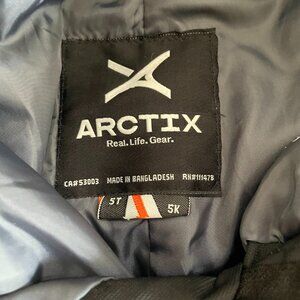 ARCTIX
Real. Life. Gear.
CA#53003 MADE IN BANGLADESH RN#111478
5T 5K